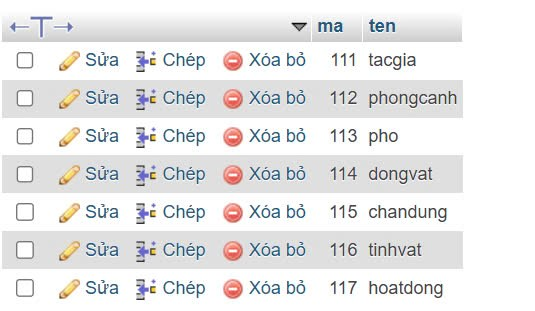 ma ten
Sửa Chép Xóa bỏ 111 tacgia
Sửa Chép Xóa bỏ 112 phongcanh
Sửa Chép Xóa bỏ 113 pho
Sửa Chép Xóa bỏ 114 dongvat
Sửa Chép Xóa bỏ 115 chandung
Sửa Chép Xóa bỏ 116 tinhvat
Sửa Chép Xóa bỏ 117 hoatdong